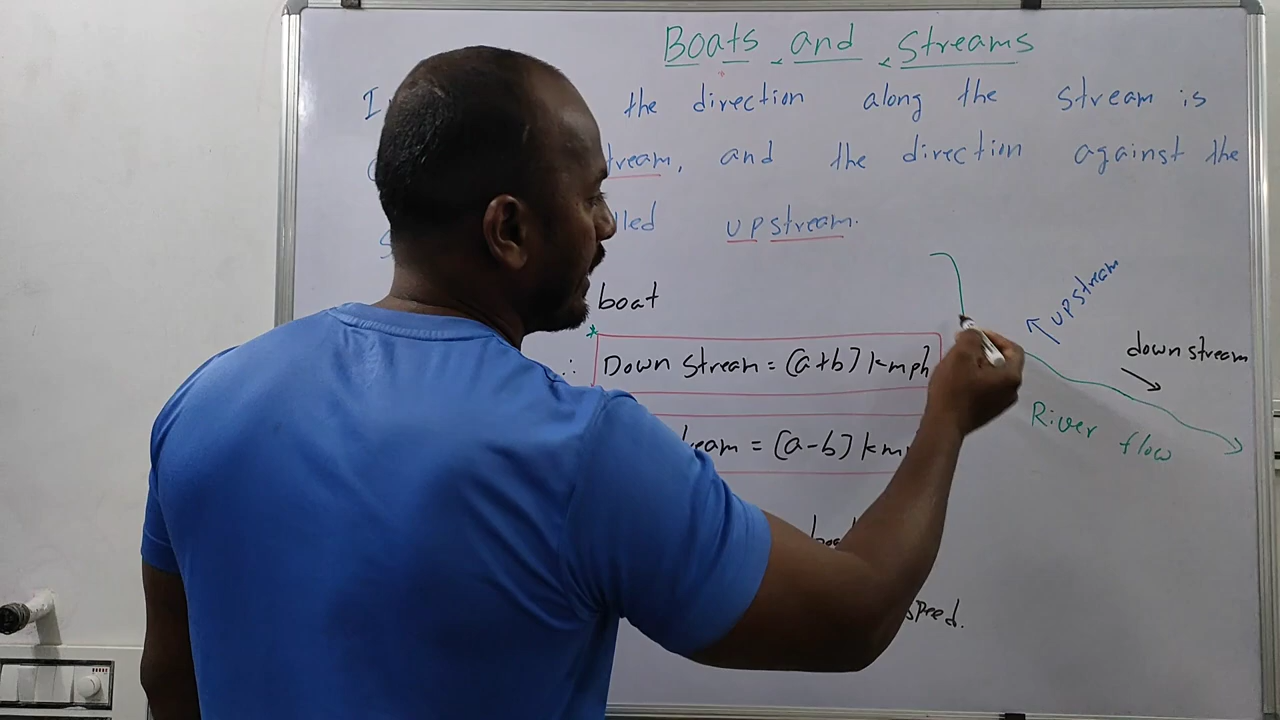 Boats and Streams
I the direction along the stream is
tream, and the direction against the
lled upstream.
boat
* ∴ Down Stream = (a+b) kmph
eam = (a-b) km
boa
speed.
upstream
down stream
River flow